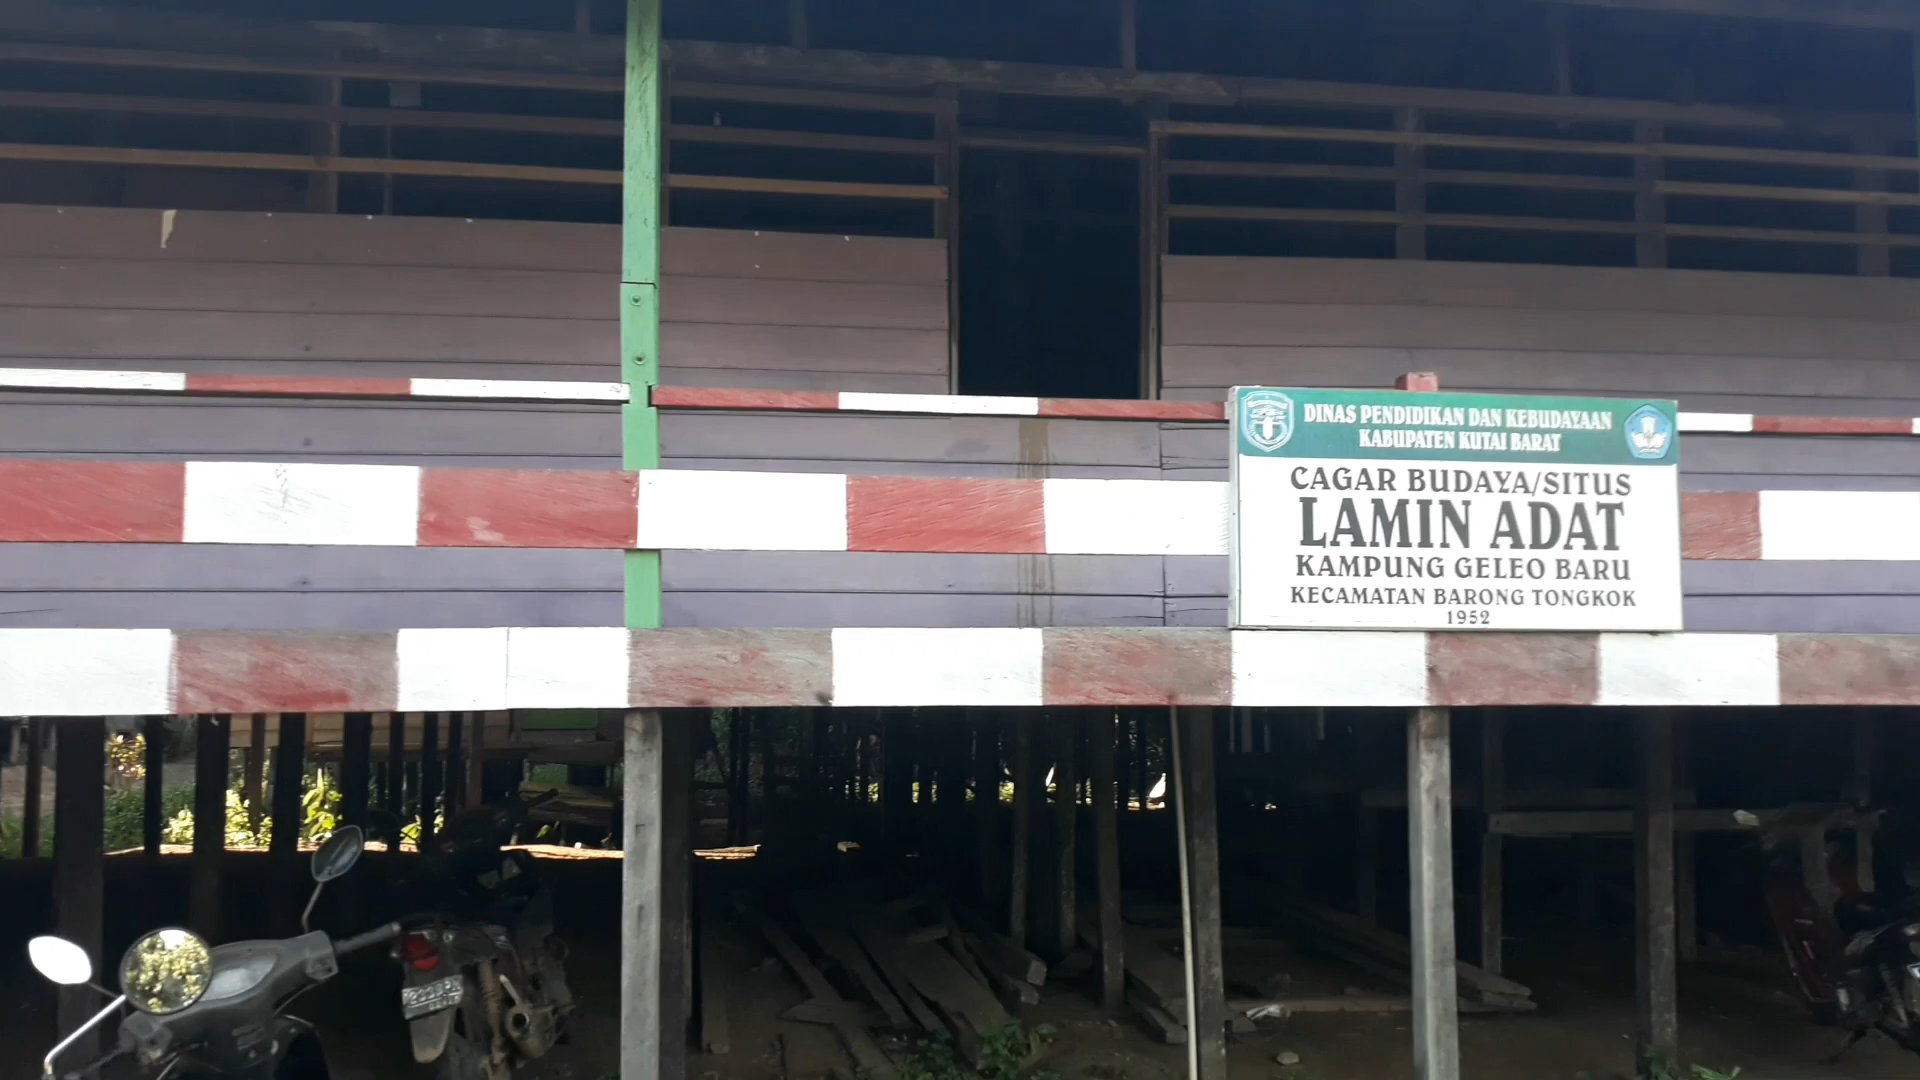 DINAS PENDIDIKAN DAN KEBUDAYAAN
KABUPATEN KUTAI BARAT
CAGAR BUDAYA/SITUS
LAMIN ADAT
KAMPUNG GELEO BARU
KECAMATAN BARONG TONGKOK
1952